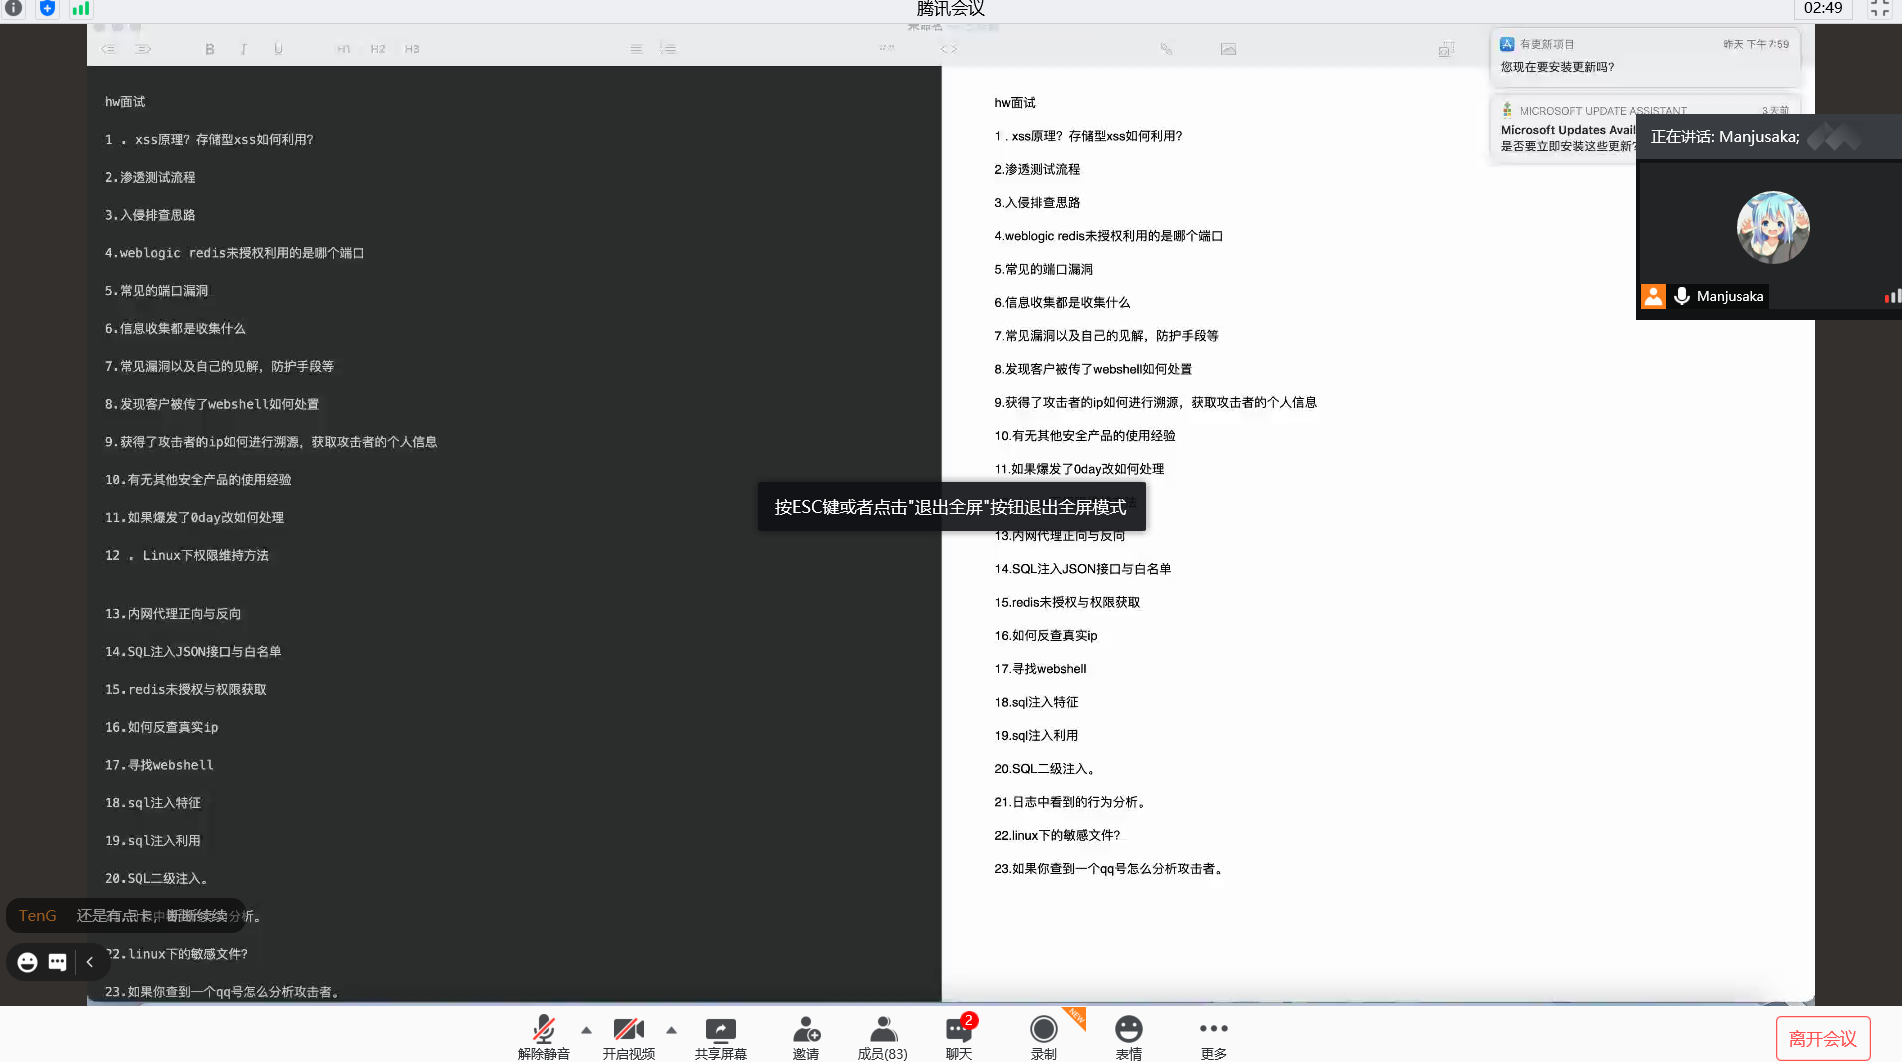 腾讯会议
02:49
B I U H1 H2 H3
hw面试
1 . xss原理？存储型xss如何利用？
2.渗透测试流程
3.入侵排查思路
4.weblogic redis未授权利用的是哪个端口
5.常见的端口漏洞
6.信息收集都是收集什么
7.常见漏洞以及自己的见解，防护手段等
8.发现客户被传了webshell如何处置
9.获得了攻击者的ip如何进行溯源，获取攻击者的个人信息
10.有无其他安全产品的使用经验
11.如果爆发了0day改如何处理
12 . Linux下权限维持方法
13.内网代理正向与反向
14.SQL注入JSON接口与白名单
15.redis未授权与权限获取
16.如何反查真实ip
17.寻找webshell
18.sql注入特征
19.sql注入利用
20.SQL二级注入。
分析。
22.linux下的敏感文件?
23.如果你查到一个qq号怎么分析攻击者。
hw面试
1 . xss原理？存储型xss如何利用？
2.渗透测试流程
3.入侵排查思路
4.weblogic redis未授权利用的是哪个端口
5.常见的端口漏洞
6.信息收集都是收集什么
7.常见漏洞以及自己的见解，防护手段等
8.发现客户被传了webshell如何处置
9.获得了攻击者的ip如何进行溯源，获取攻击者的个人信息
10.有无其他安全产品的使用经验
11.如果爆发了0day改如何处理
13.内网代理正向与反向
14.SQL注入JSON接口与白名单
15.redis未授权与权限获取
16.如何反查真实ip
17.寻找webshell
18.sql注入特征
19.sql注入利用
20.SQL二级注入。
21.日志中看到的行为分析。
22.linux下的敏感文件?
23.如果你查到一个qq号怎么分析攻击者。
有更新项目 昨天 下午7:59
您现在要安装更新吗？
MICROSOFT UPDATE ASSISTANT 3 天前
Microsoft Updates Avail
是否要立即安装这些更新?
正在讲话: Manjusaka;
Manjusaka
按ESC键或者点击"退出全屏"按钮退出全屏模式
TenG 还是有点卡，断断续续
解除静音
开启视频
共享屏幕
邀请
成员(83)
2
聊天
NEW
录制
表情
更多
离开会议